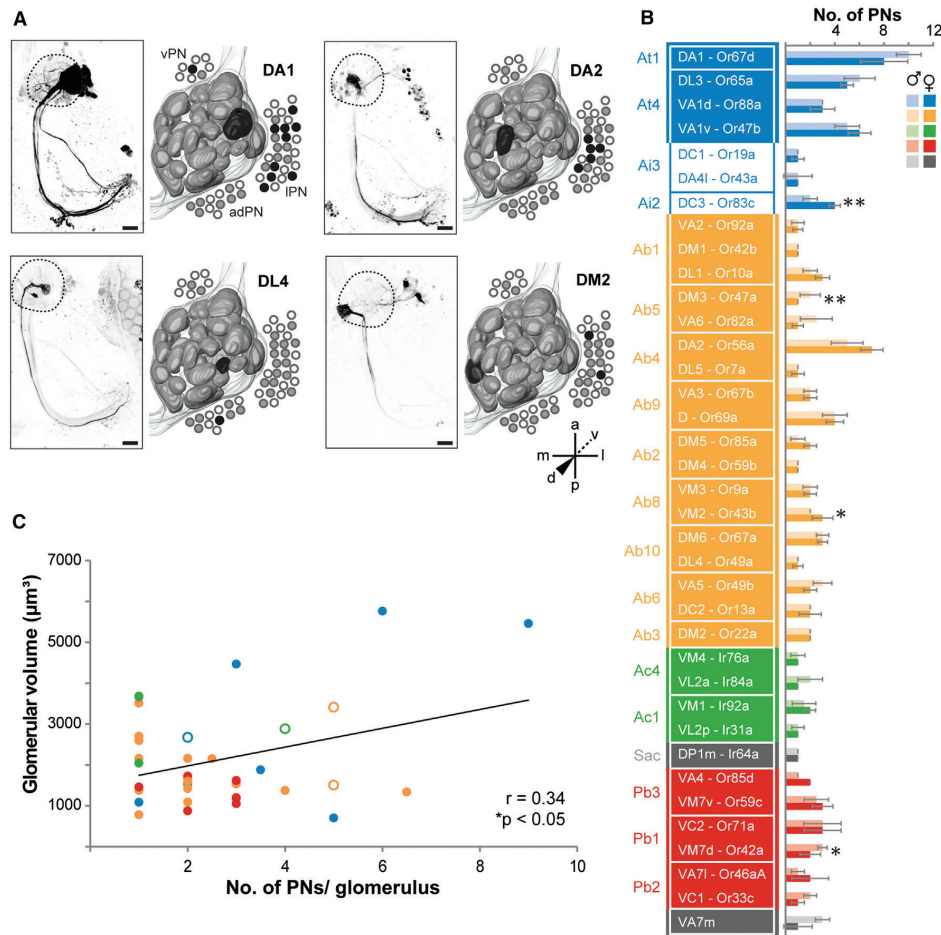 A
vPN
DA1
lPN
adPN
DA2
DL4
DM2
a
v
m
l
d
p
B
No. of PNs
4
8
12
♂ ♀
At1
DA1 - Or67d
At4
DL3 - Or65a
VA1d - Or88a
VA1v - Or47b
Ai3
DC1 - Or19a
DA4l - Or43a
Ai2
DC3 - Or83c
**
Ab1
VA2 - Or92a
DM1 - Or42b
DL1 - Or10a
Ab5
DM3 - Or47a
**
VA6 - Or82a
Ab4
DA2 - Or56a
DL5 - Or7a
Ab9
VA3 - Or67b
D - Or69a
Ab2
DM5 - Or85a
DM4 - Or59b
Ab8
VM3 - Or9a
VM2 - Or43b
*
Ab10
DM6 - Or67a
DL4 - Or49a
Ab6
VA5 - Or49b
DC2 - Or13a
Ab3
DM2 - Or22a
Ac4
VM4 - Ir76a
VL2a - Ir84a
Ac1
VM1 - Ir92a
VL2p - Ir31a
Sac
DP1m - Ir64a
Pb3
VA4 - Or85d
VM7v - Or59c
Pb1
VC2 - Or71a
VM7d - Or42a
*
Pb2
VA7l - Or46aA
VC1 - Or33c
VA7m
C
Glomerular volume (µm³)
7000
5000
3000
1000
r = 0.34
*p < 0.05
2
4
6
8
10
No. of PNs/ glomerulus